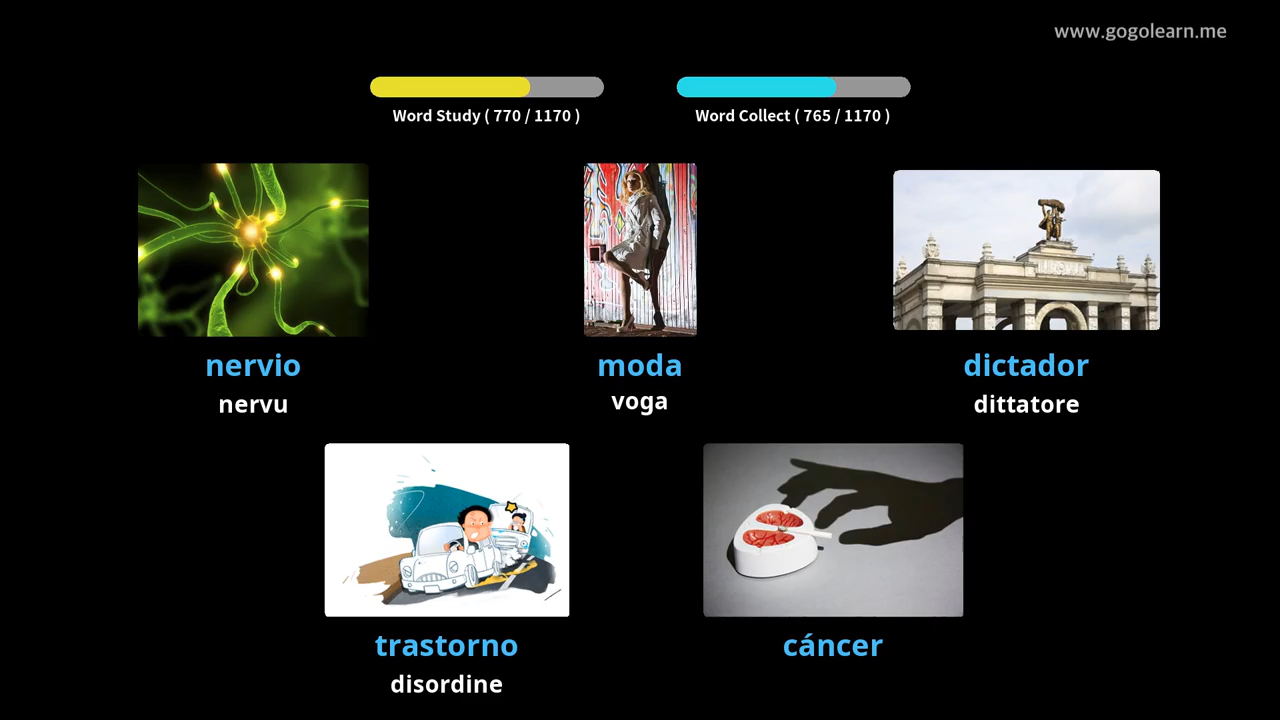 www.gogolearn.me
Word Study ( 770 / 1170 )
Word Collect ( 765 / 1170 )
nervio
nervu
moda
voga
dictador
dittatore
trastorno
disordine
cáncer